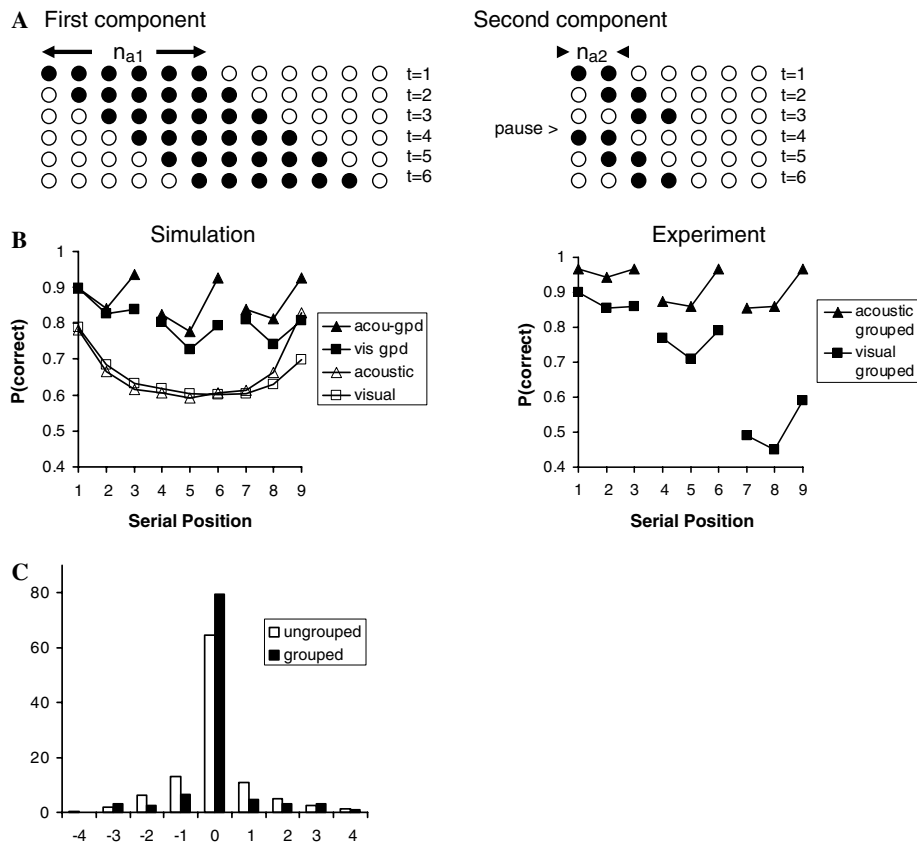 A First component
Second component
n_a1
n_a2
t=1
t=2
t=3
t=4
t=5
t=6
pause >
t=1
t=2
t=3
t=4
t=5
t=6
B
Simulation
P(correct)
1
0.9
0.8
0.7
0.6
0.5
0.4
1 2 3 4 5 6 7 8 9
Serial Position
acou-gpd
vis gpd
acoustic
visual
Experiment
P(correct)
1
0.9
0.8
0.7
0.6
0.5
0.4
1 2 3 4 5 6 7 8 9
Serial Position
acoustic
grouped
visual
grouped
C
80
60
40
20
0
-4 -3 -2 -1 0 1 2 3 4
ungrouped
grouped